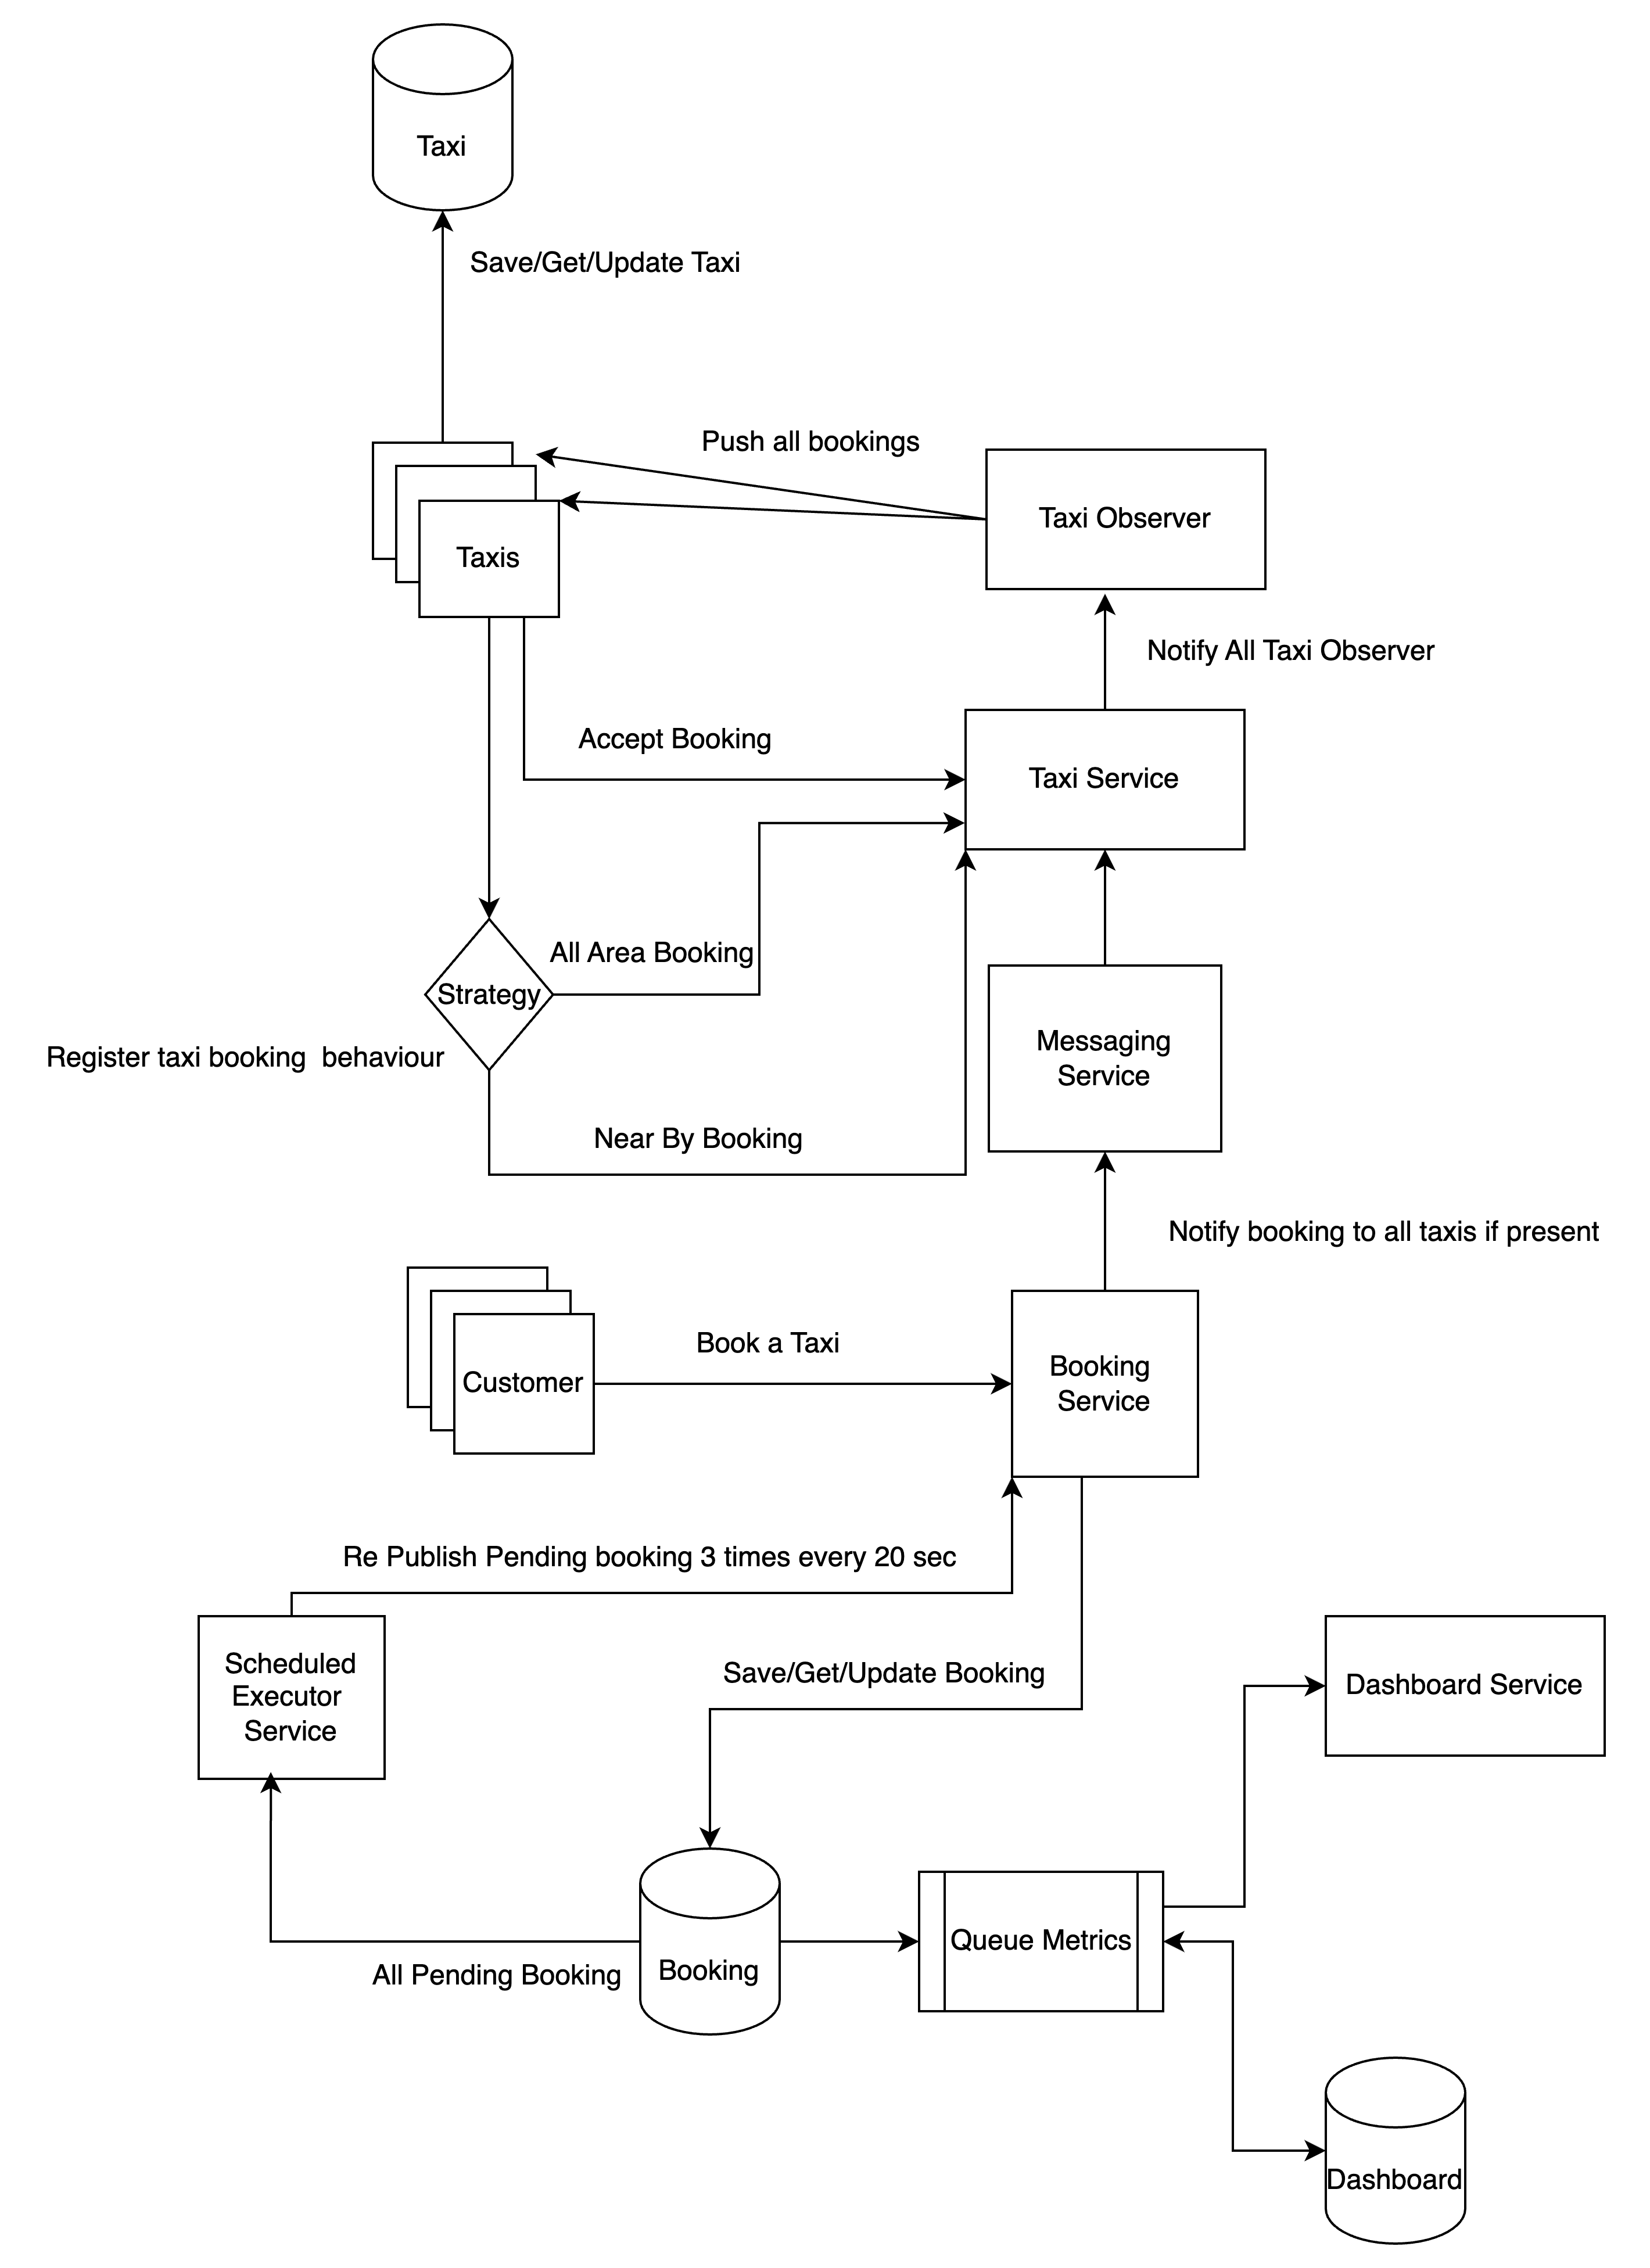 Taxi
Save/Get/Update Taxi
Push all bookings
Taxi Observer
Taxis
Notify All Taxi Observer
Accept Booking
Taxi Service
All Area Booking
Strategy
Register taxi booking  behaviour
Messaging
Service
Near By Booking
Notify booking to all taxis if present
Book a Taxi
Booking
Service
Customer
Re Publish Pending booking 3 times every 20 sec
Scheduled
Executor
Service
Save/Get/Update Booking
Dashboard Service
Queue Metrics
All Pending Booking
Booking
Dashboard